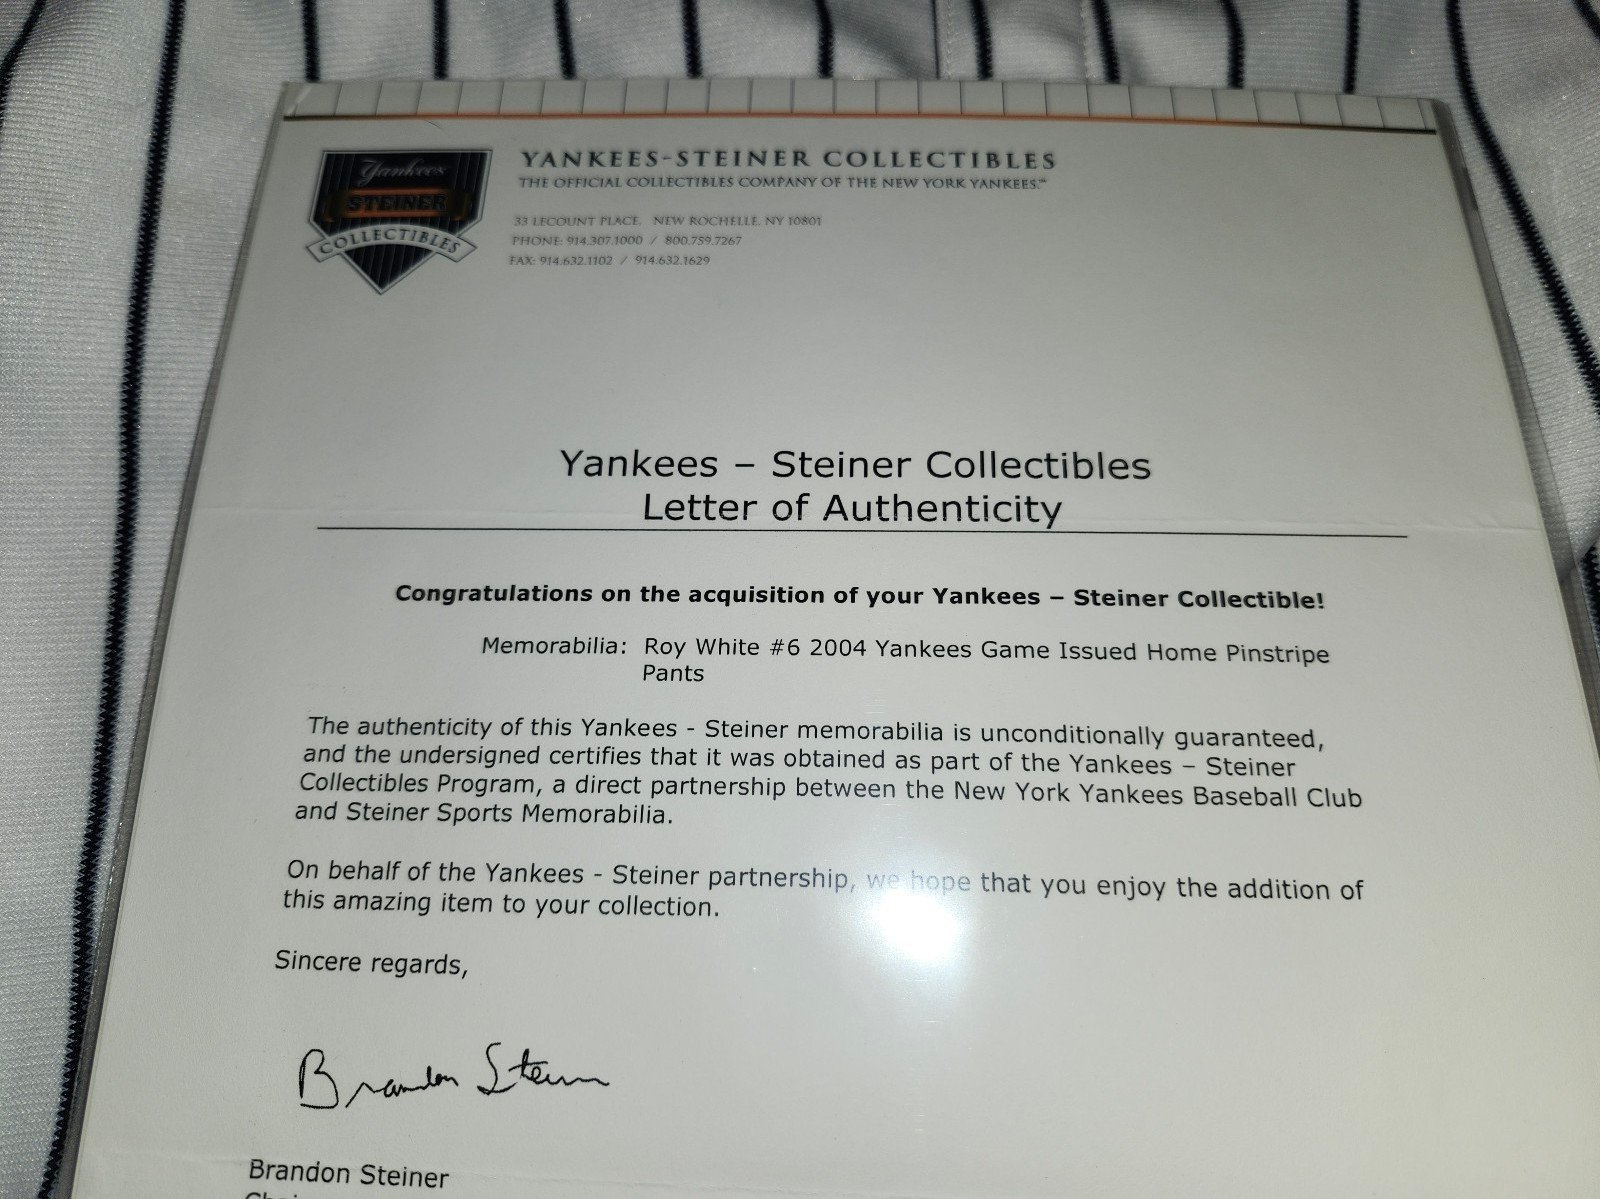 Yankees
STEINER
COLLECTIBLES
YANKEES-STEINER COLLECTIBLES
THE OFFICIAL COLLECTIBLES COMPANY OF THE NEW YORK YANKEES.™
33 LECOUNT PLACE, NEW ROCHELLE, NY 10801
PHONE: 914.307.1000 / 800.759.7267
FAX: 914.632.1102 / 914.632.1629
Yankees – Steiner Collectibles
Letter of Authenticity
Congratulations on the acquisition of your Yankees – Steiner Collectible!
Memorabilia: Roy White #6 2004 Yankees Game Issued Home Pinstripe
Pants
The authenticity of this Yankees - Steiner memorabilia is unconditionally guaranteed,
and the undersigned certifies that it was obtained as part of the Yankees – Steiner
Collectibles Program, a direct partnership between the New York Yankees Baseball Club
and Steiner Sports Memorabilia.
On behalf of the Yankees - Steiner partnership, we hope that you enjoy the addition of
this amazing item to your collection.
Sincere regards,
Brandon Steiner
Brandon Steiner